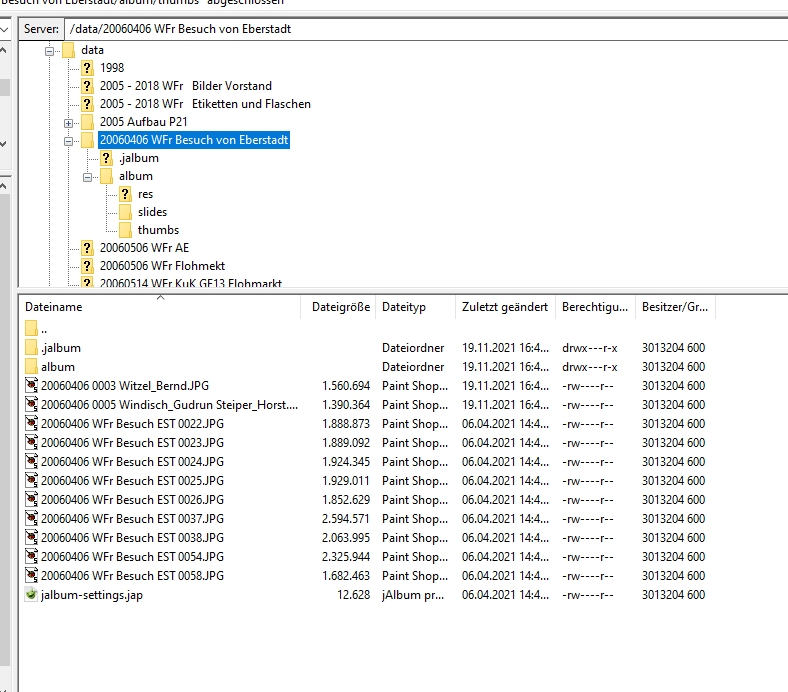 Besuch von Eberstadt/album/thumbs" abgeschlossen
Server: /data/20060406 WFr Besuch von Eberstadt
data
1998
2005 - 2018 WFr Bilder Vorstand
2005 - 2018 WFr Etiketten und Flaschen
2005 Aufbau P21
20060406 WFr Besuch von Eberstadt
.jalbum
album
res
slides
thumbs
20060506 WFr AE
20060506 WFr Flohmekt
20060514 WFr KuK GF13 Flohmarkt
Dateiname Dateigröße Dateityp Zuletzt geändert Berechtigu... Besitzer/Gr...
..
.jalbum Dateiordner 19.11.2021 16:4... drwx---r-x 3013204 600
album Dateiordner 19.11.2021 16:4... drwx---r-x 3013204 600
20060406 0003 Witzel_Bernd.JPG 1.560.694 Paint Shop... 19.11.2021 16:4... -rw----r-- 3013204 600
20060406 0005 Windisch_Gudrun Steiper_Horst.... 1.390.364 Paint Shop... 19.11.2021 16:4... -rw----r-- 3013204 600
20060406 WFr Besuch EST 0022.JPG 1.888.873 Paint Shop... 06.04.2021 14:4... -rw----r-- 3013204 600
20060406 WFr Besuch EST 0023.JPG 1.889.092 Paint Shop... 06.04.2021 14:4... -rw----r-- 3013204 600
20060406 WFr Besuch EST 0024.JPG 1.924.345 Paint Shop... 06.04.2021 14:4... -rw----r-- 3013204 600
20060406 WFr Besuch EST 0025.JPG 1.929.011 Paint Shop... 06.04.2021 14:4... -rw----r-- 3013204 600
20060406 WFr Besuch EST 0026.JPG 1.852.629 Paint Shop... 06.04.2021 14:4... -rw----r-- 3013204 600
20060406 WFr Besuch EST 0037.JPG 2.594.571 Paint Shop... 06.04.2021 14:4... -rw----r-- 3013204 600
20060406 WFr Besuch EST 0038.JPG 2.063.995 Paint Shop... 06.04.2021 14:4... -rw----r-- 3013204 600
20060406 WFr Besuch EST 0054.JPG 2.325.944 Paint Shop... 06.04.2021 14:4... -rw----r-- 3013204 600
20060406 WFr Besuch EST 0058.JPG 1.682.463 Paint Shop... 06.04.2021 14:4... -rw----r-- 3013204 600
jalbum-settings.jap 12.628 jAlbum pr... 06.04.2021 14:4... -rw----r-- 3013204 600